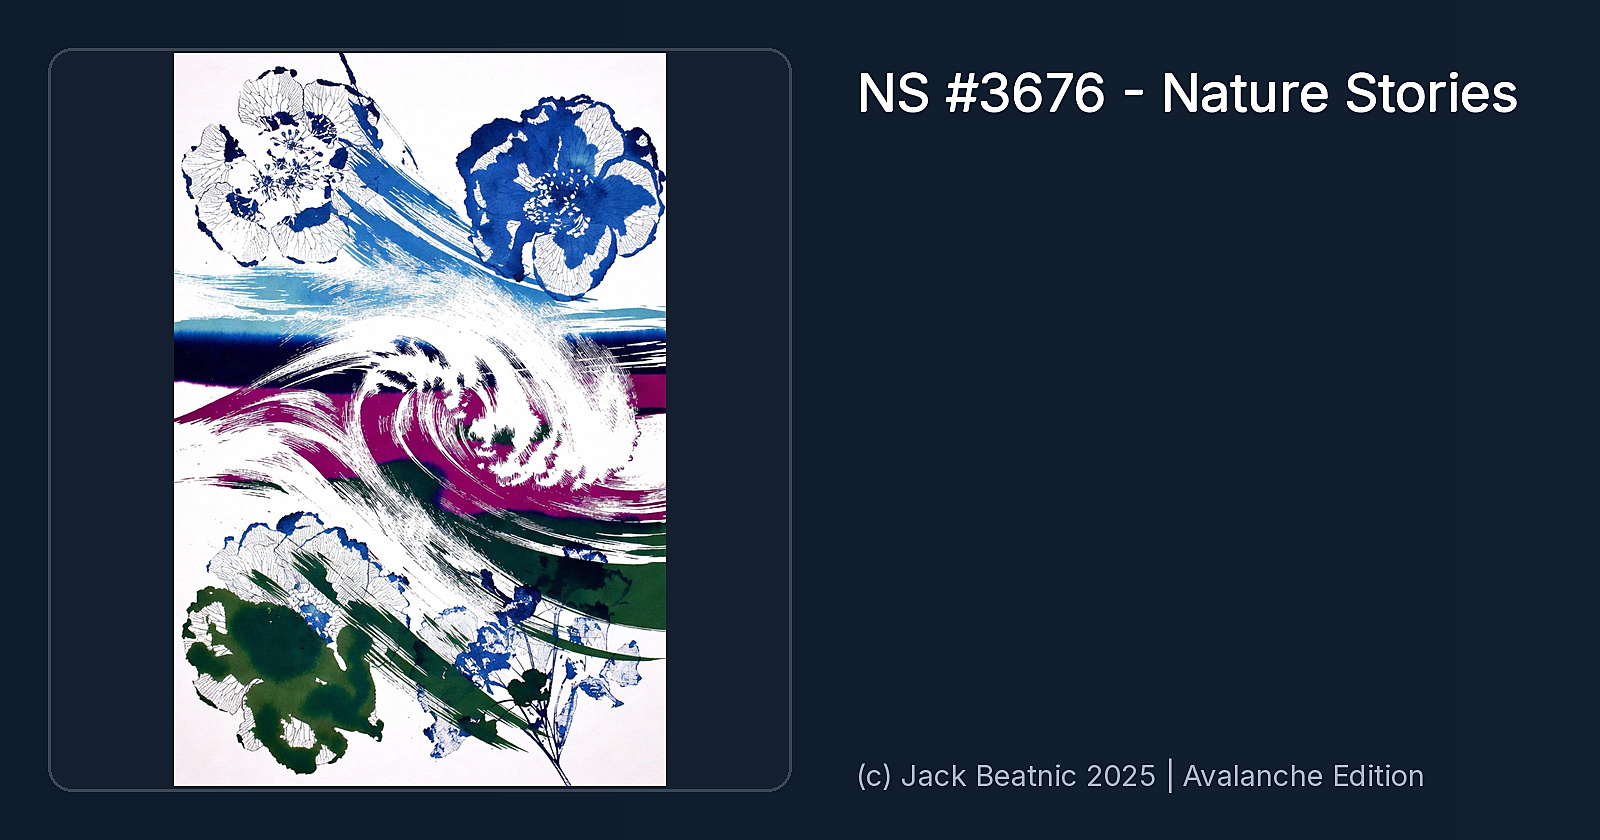 NS #3676 - Nature Stories
(c) Jack Beatnic 2025 | Avalanche Edition